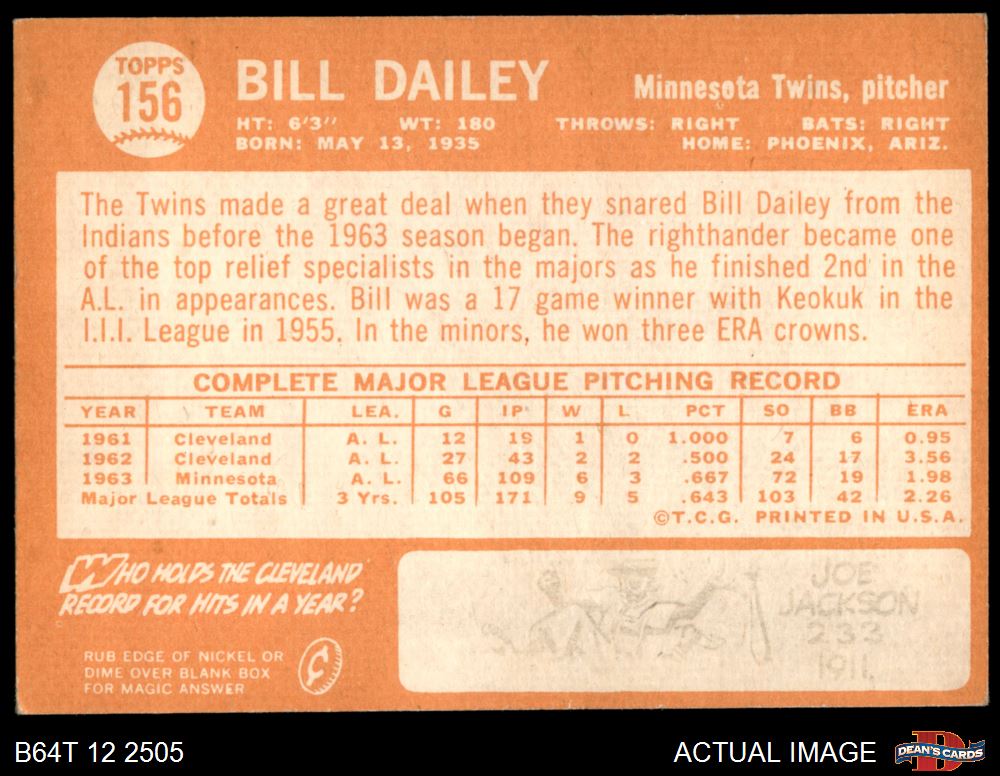 TOPPS
156
BILL DAILEY
Minnesota Twins, pitcher
HT: 6'3" WT: 180 THROWS: RIGHT BATS: RIGHT
BORN: MAY 13, 1935 HOME: PHOENIX, ARIZ.
The Twins made a great deal when they snared Bill Dailey from the
Indians before the 1963 season began. The righthander became one
of the top relief specialists in the majors as he finished 2nd in the
A.L. in appearances. Bill was a 17 game winner with Keokuk in the
I.I.I. League in 1955. In the minors, he won three ERA crowns.
COMPLETE MAJOR LEAGUE PITCHING RECORD
YEAR TEAM LEA. G IP W L PCT SO BB ERA
1961 Cleveland A. L. 12 19 1 0 1.000 7 6 0.95
1962 Cleveland A. L. 27 43 2 2 .500 24 17 3.56
1963 Minnesota A. L. 66 109 6 3 .667 72 19 1.98
Major League Totals 3 Yrs. 105 171 9 5 .643 103 42 2.26
©T.C.G. PRINTED IN U.S.A.
WHO HOLDS THE CLEVELAND
RECORD FOR HITS IN A YEAR?
RUB EDGE OF NICKEL OR
DIME OVER BLANK BOX
FOR MAGIC ANSWER
JOE
JACKSON
233
1911.
B64T 12 2505
ACTUAL IMAGE
DEAN'S CARDS